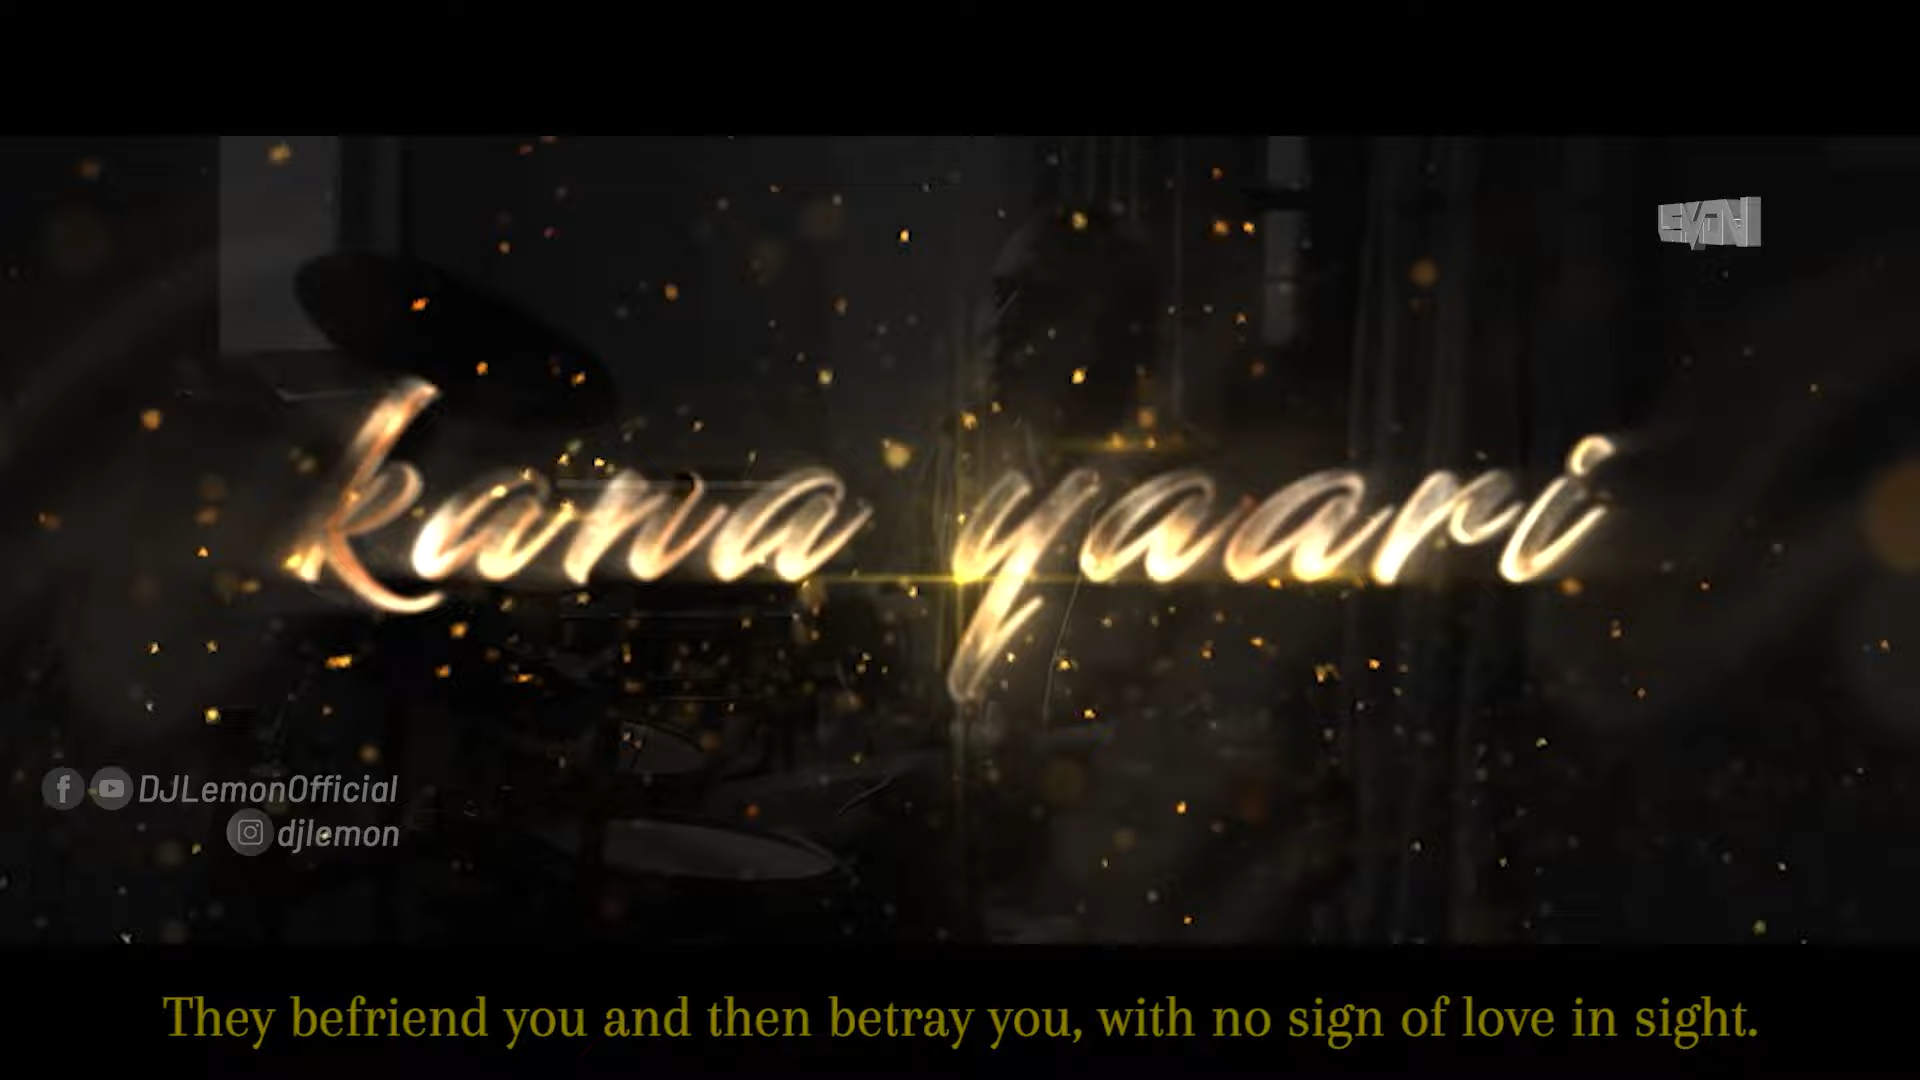 kana yaari
DJLemonOfficial
djlemon
They befriend you and then betray you, with no sign of love in sight.